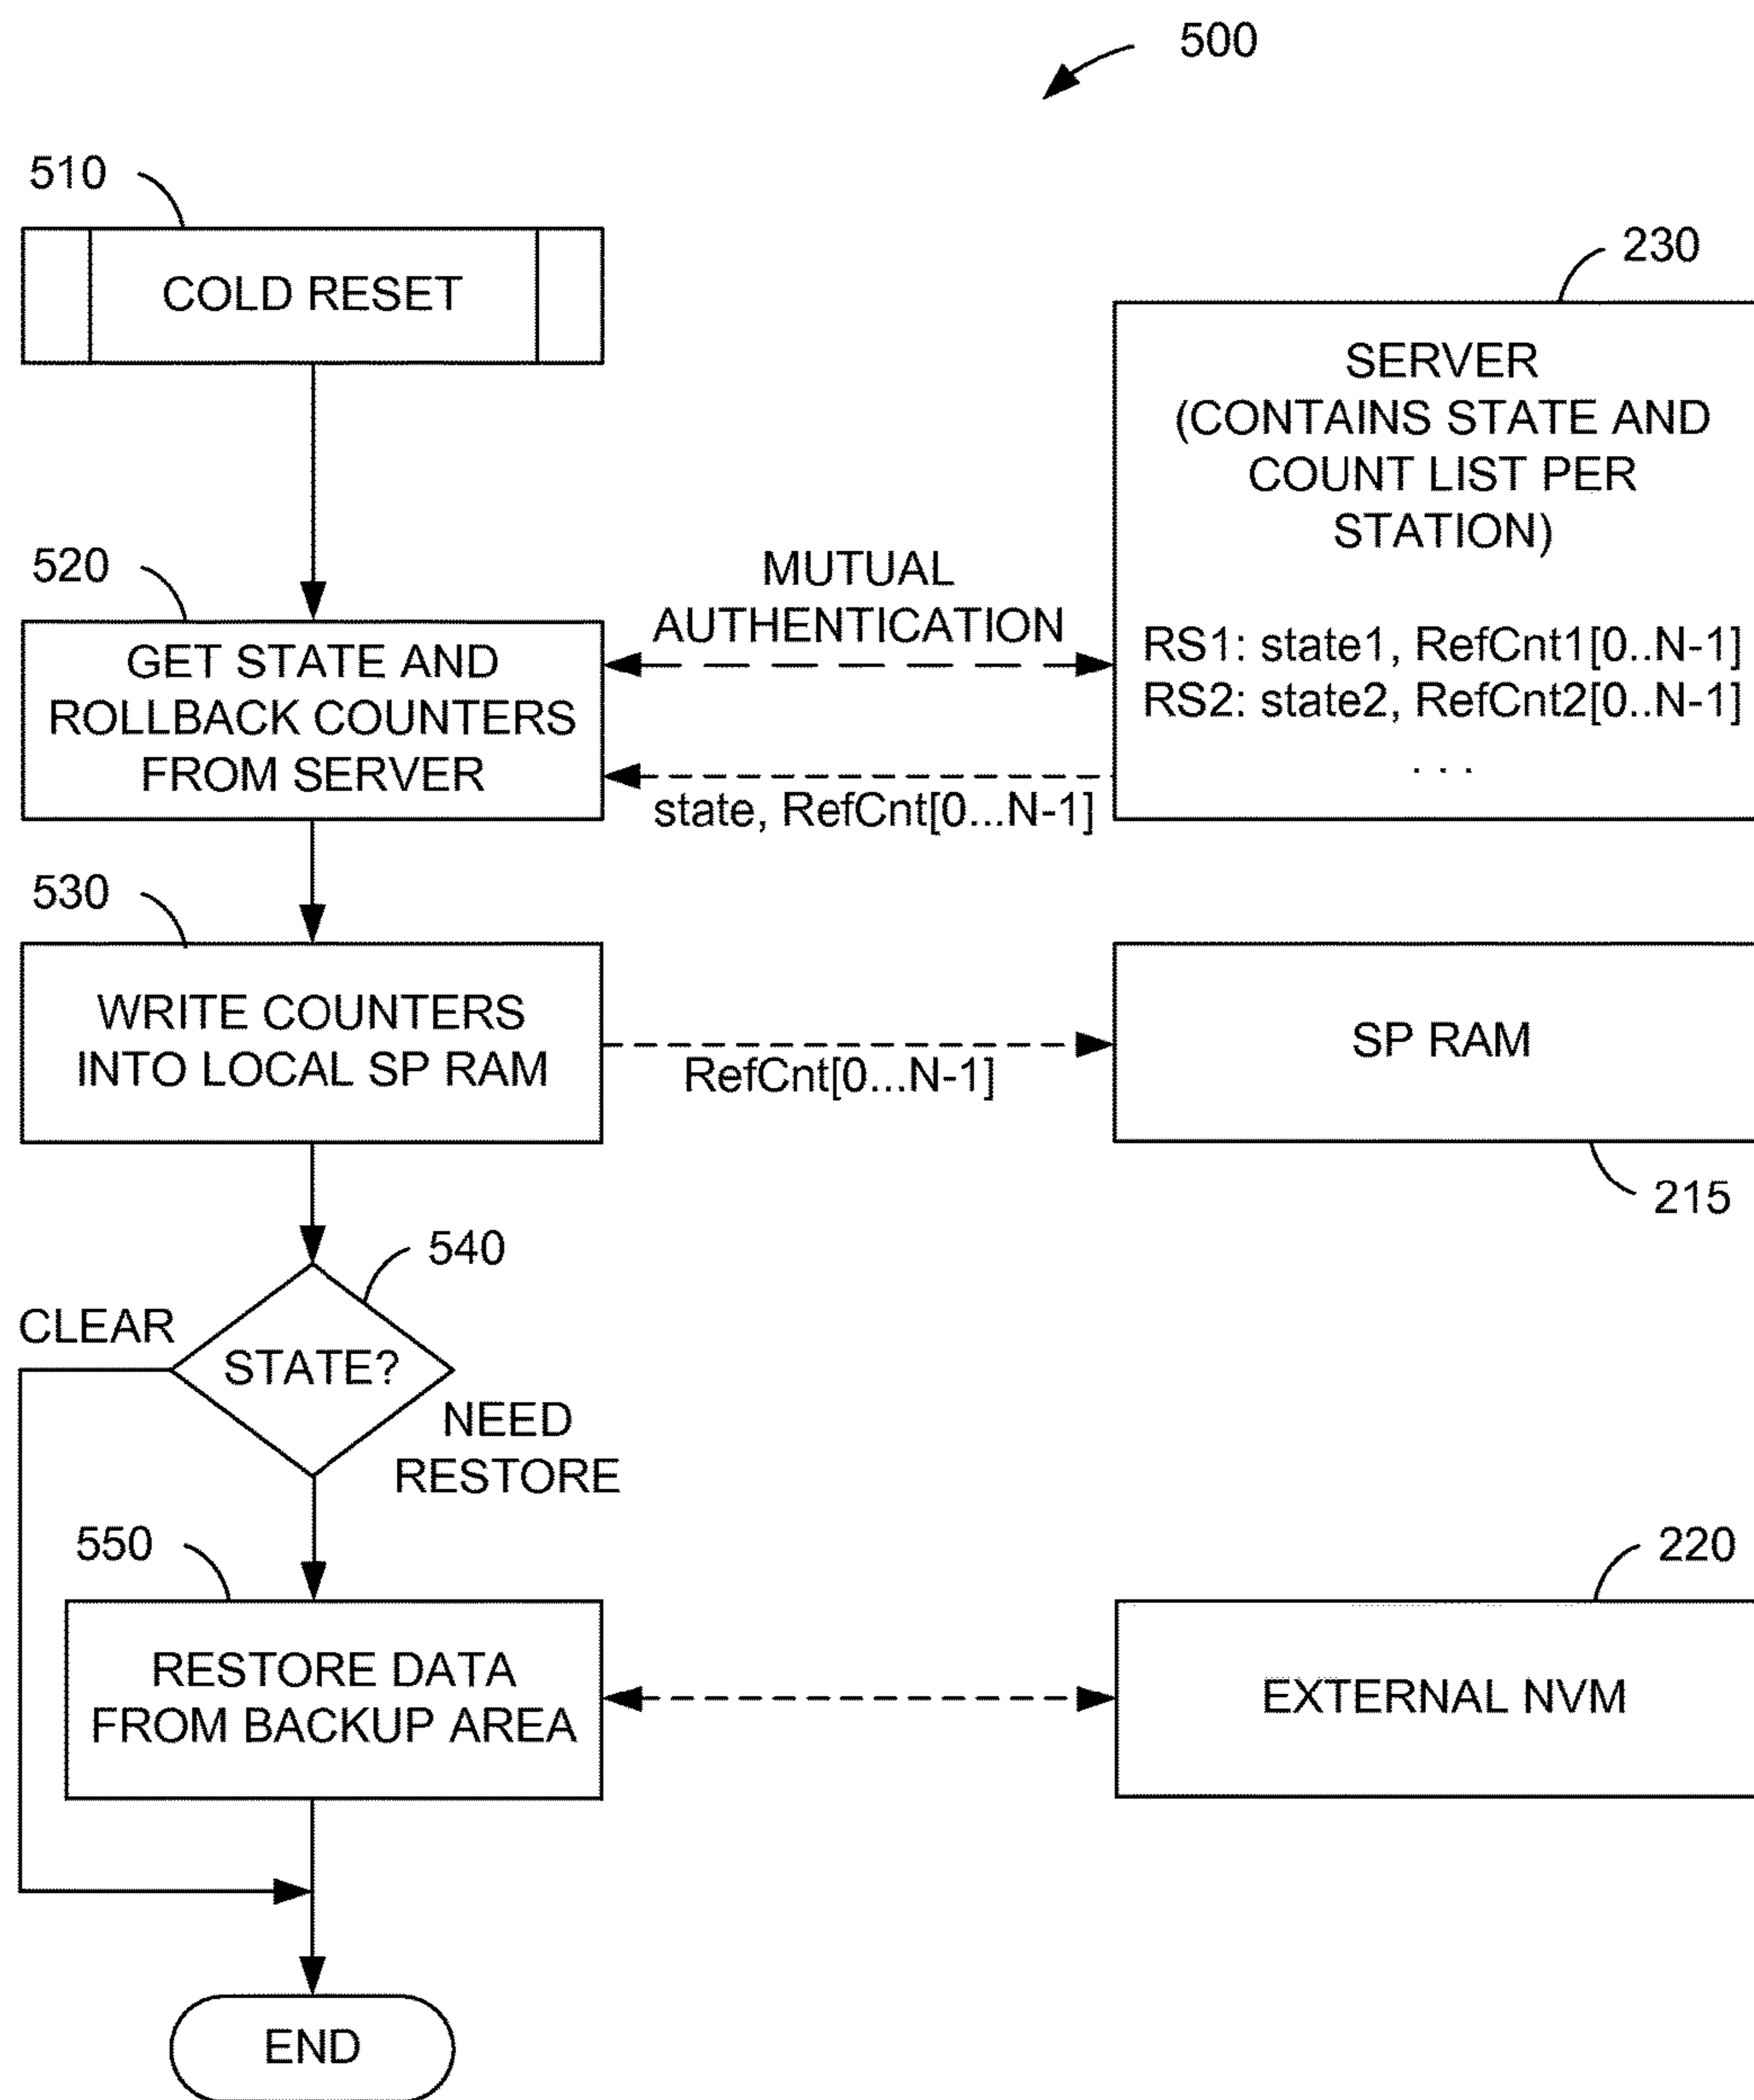 500
510
COLD RESET
230
SERVER
(CONTAINS STATE AND
COUNT LIST PER
STATION)
RS1: state1, RefCnt1[0..N-1]
RS2: state2, RefCnt2[0..N-1]
. . .
520
GET STATE AND
ROLLBACK COUNTERS
FROM SERVER
MUTUAL
AUTHENTICATION
state, RefCnt[0...N-1]
530
WRITE COUNTERS
INTO LOCAL SP RAM
RefCnt[0...N-1]
SP RAM
215
540
CLEAR
STATE?
NEED
RESTORE
550
RESTORE DATA
FROM BACKUP AREA
220
EXTERNAL NVM
END